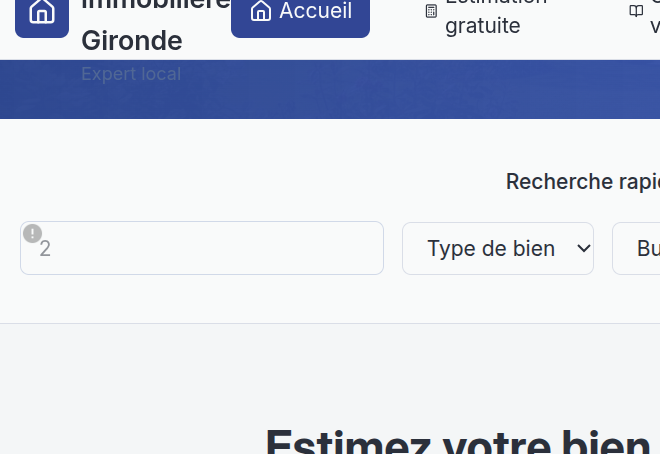 Immobilière
Gironde
Expert local
Accueil
Estimation
gratuite
Recherche rapi
2
Type de bien
Bu
Estimez votre bien